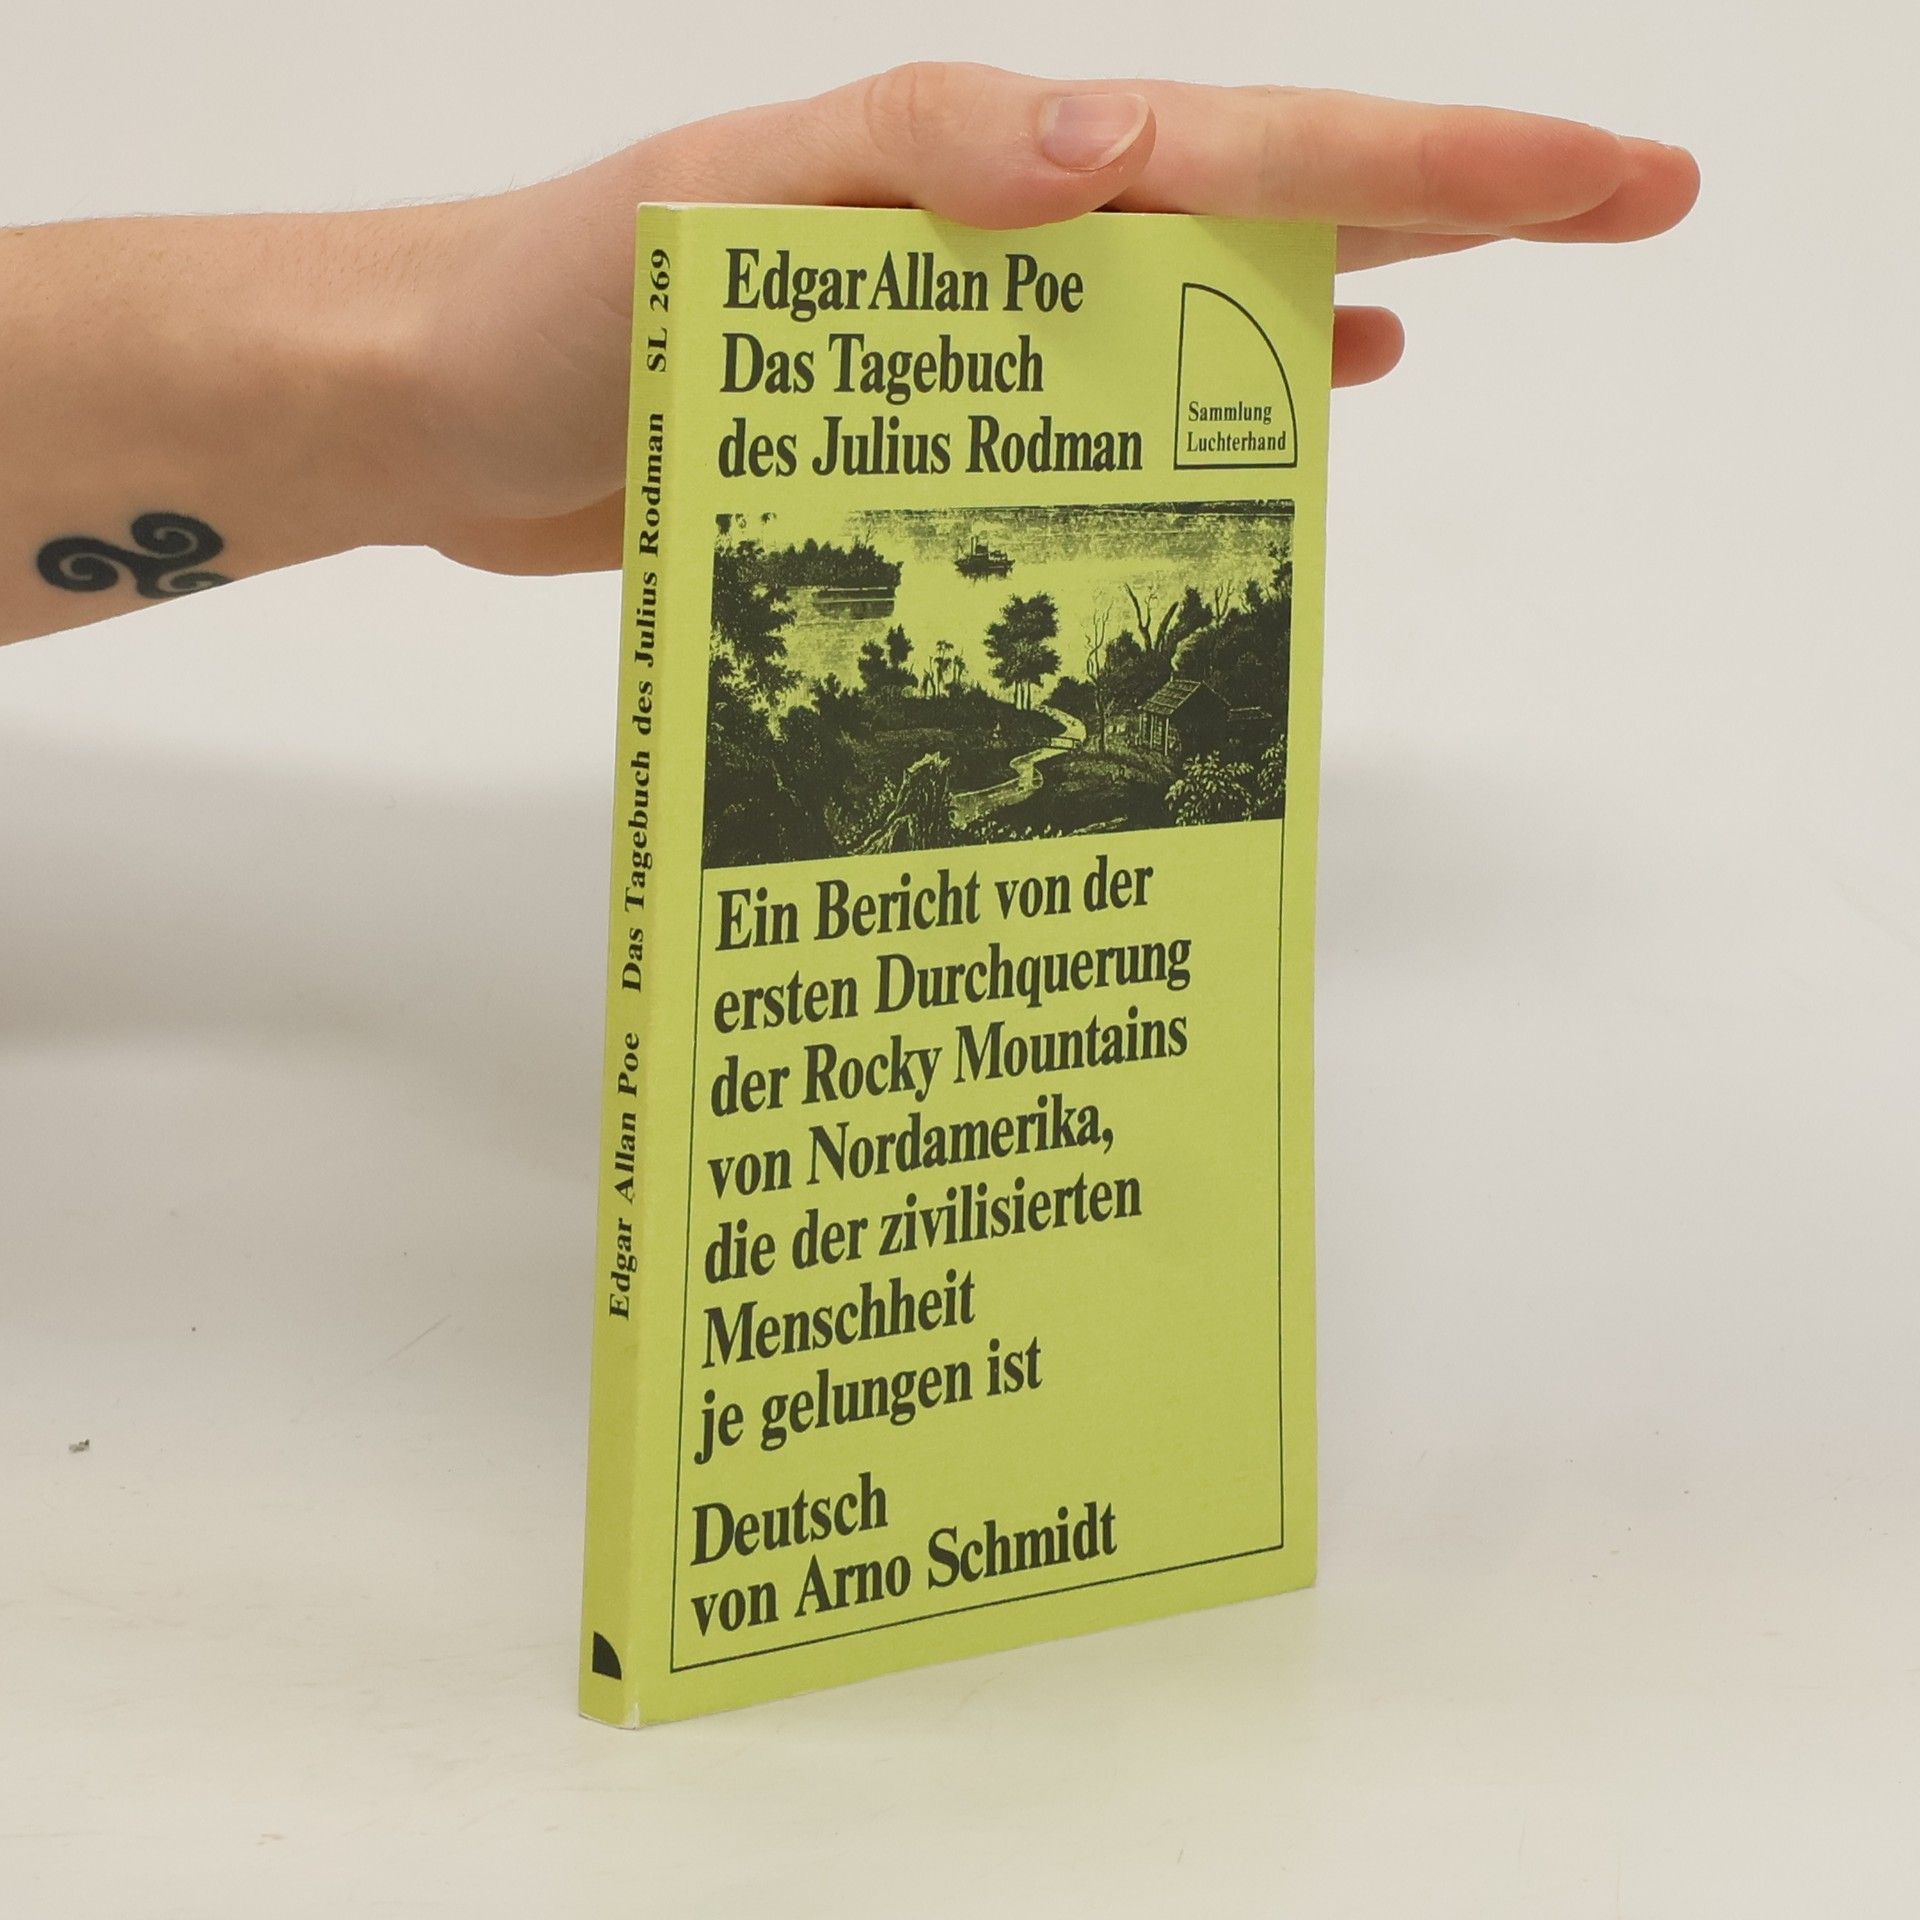 Edgar Allan Poe
Das Tagebuch
des Julius Rodman
Sammlung
Luchterhand
Ein Bericht von der
ersten Durchquerung
der Rocky Mountains
von Nordamerika,
die der zivilisierten
Menschheit
je gelungen ist
Deutsch
von Arno Schmidt
Edgar Allan Poe Das Tagebuch des Julius Rodman SL 269